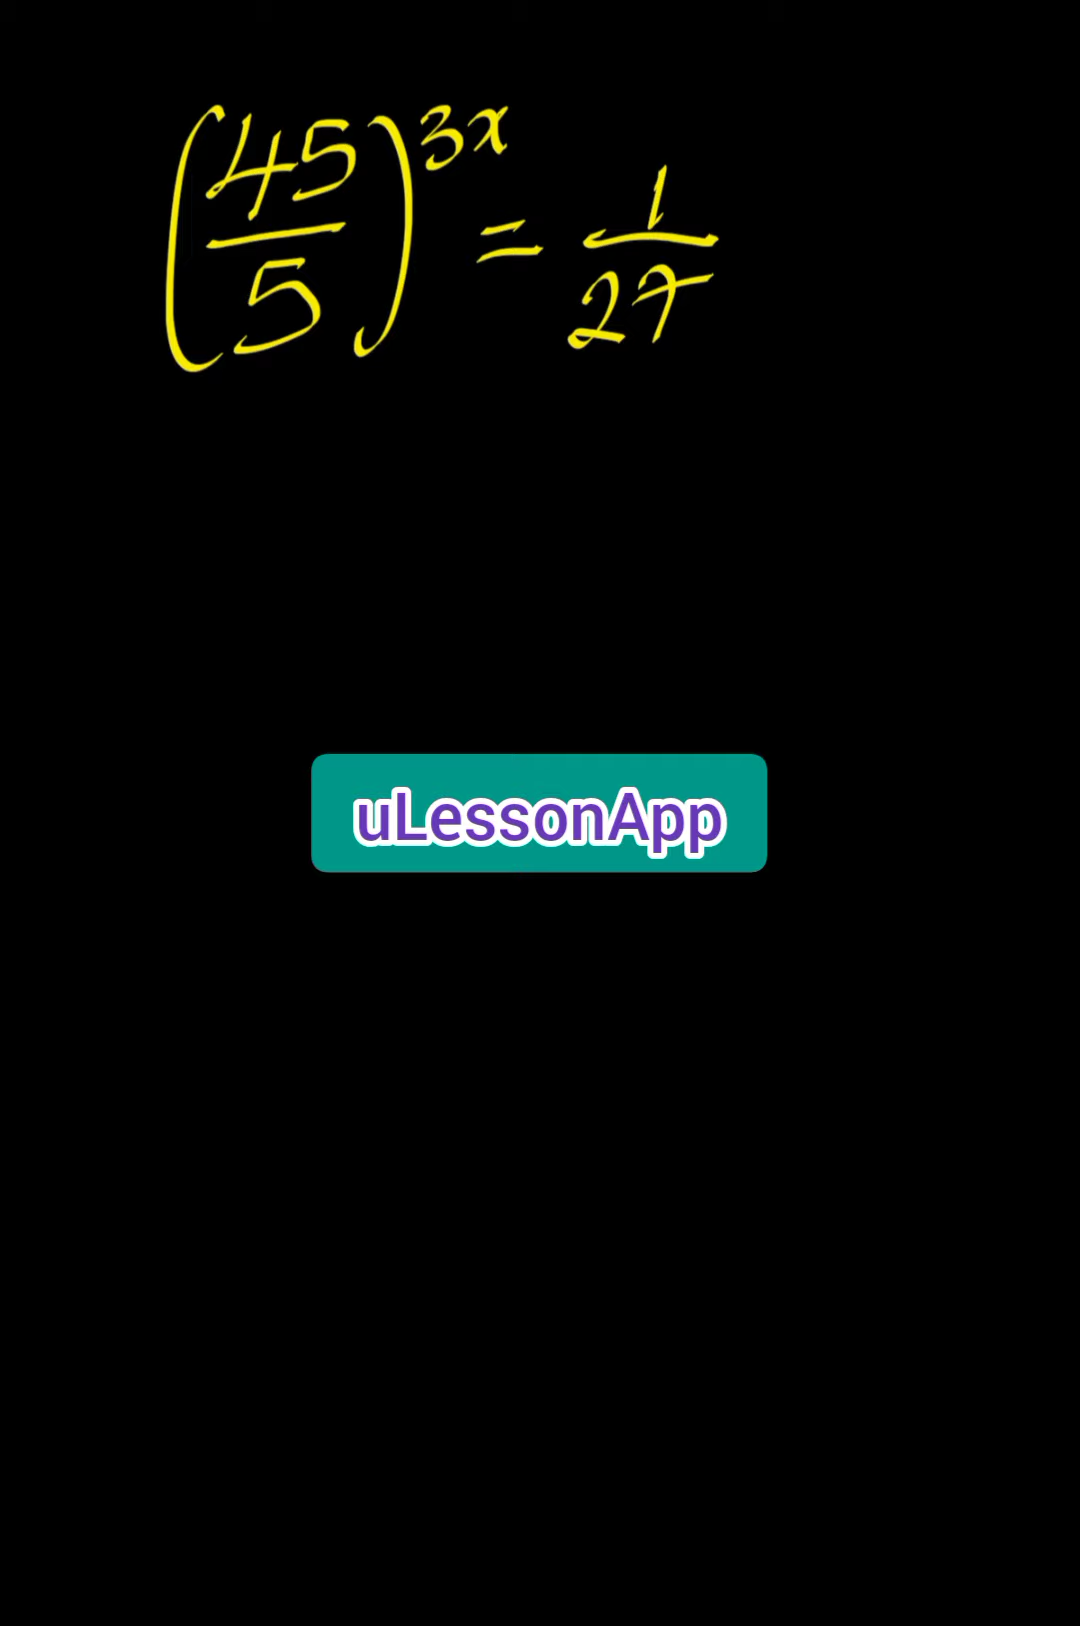 (45/5)^3x = 1/27
uLessonApp